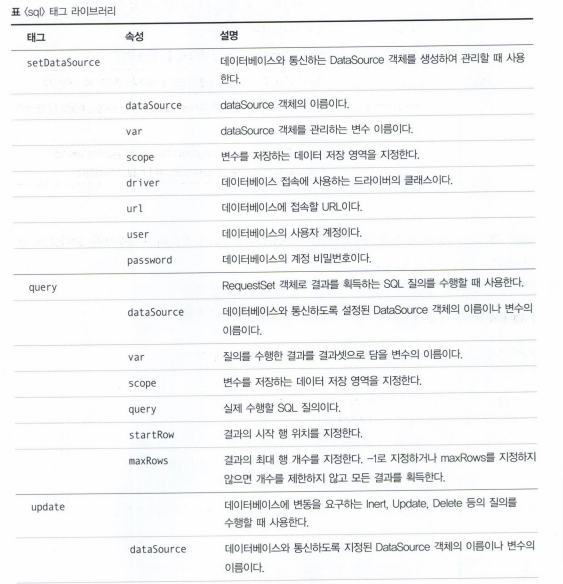 표 〈sql〉 태그 라이브러리
태그 속성 설명
setDataSource 데이터베이스와 통신하는 DataSource 객체를 생성하여 관리할 때 사용
한다.
dataSource dataSource 객체의 이름이다.
var dataSource 객체를 관리하는 변수 이름이다.
scope 변수를 저장하는 데이터 저장 영역을 지정한다.
driver 데이터베이스 접속에 사용하는 드라이버의 클래스이다.
url 데이터베이스에 접속할 URL이다.
user 데이터베이스의 사용자 계정이다.
password 데이터베이스의 계정 비밀번호이다.
query RequestSet 객체로 결과를 획득하는 SQL 질의를 수행할 때 사용한다.
dataSource 데이터베이스와 통신하도록 설정된 DataSource 객체의 이름이나 변수의
이름이다.
var 질의를 수행한 결과를 결과셋으로 담을 변수의 이름이다.
scope 변수를 저장하는 데이터 저장 영역을 지정한다.
query 실제 수행할 SQL 질의이다.
startRow 결과의 시작 행 위치를 지정한다.
maxRows 결과의 최대 행 개수를 지정한다. -1로 지정하거나 maxRows를 지정하지
않으면 개수를 제한하지 않고 모든 결과를 획득한다.
update 데이터베이스에 변동을 요구하는 Inert, Update, Delete 등의 질의를
수행할 때 사용한다.
dataSource 데이터베이스와 통신하도록 지정된 DataSource 객체의 이름이나 변수의
이름이다.